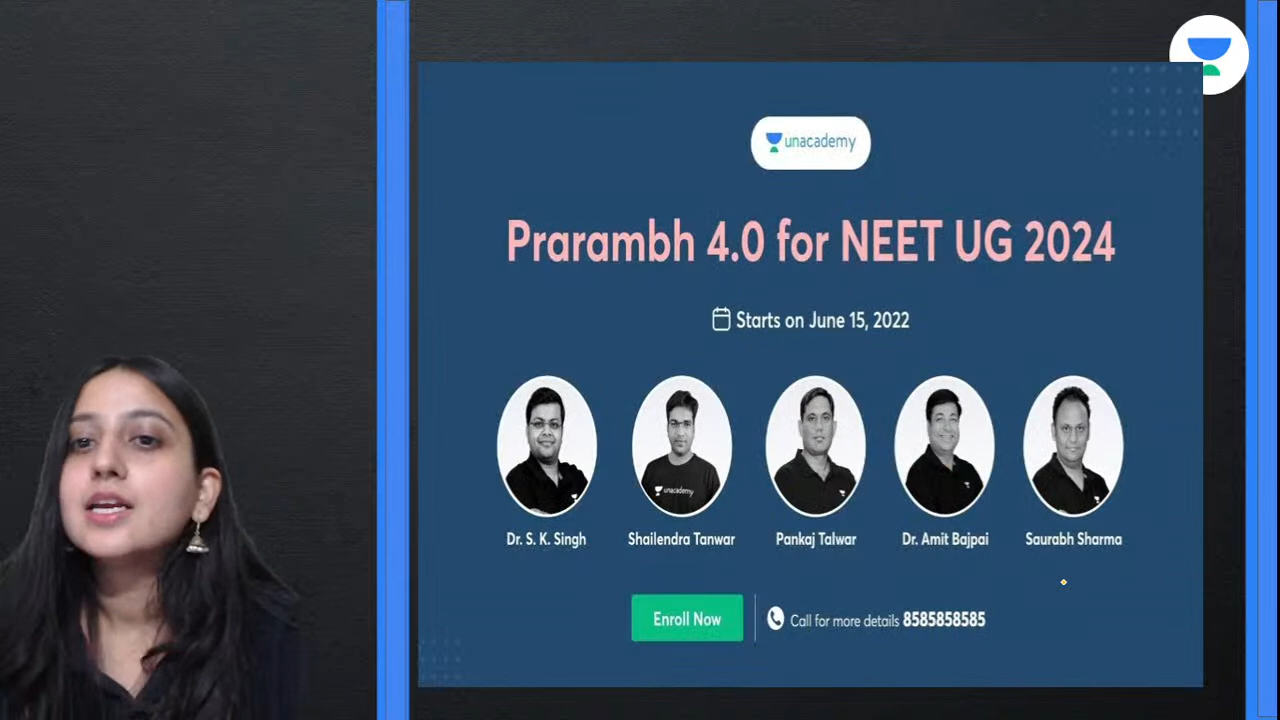 unacademy
Prarambh 4.0 for NEET UG 2024
Starts on June 15, 2022
unacademy
Dr. S. K. Singh
Shailendra Tanwar
Pankaj Talwar
Dr. Amit Bajpai
Saurabh Sharma
Enroll Now
Call for more details 8585858585